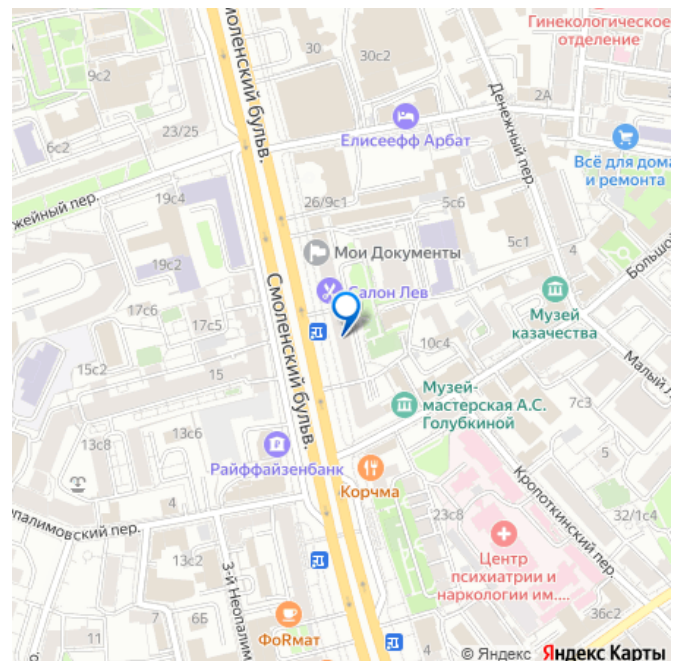 Смоленский бульв.
30
30с2
Гинекологическое
отделение
9с2
2А
Елисеефф Арбат
Денежный пер.
23/25
6с2
Всё для дома
и ремонта
жейный пер.
19с4
26/9с1
5с6
Мои Документы
5с1
4
Большой
19с2
Салон Лев
Смоленский бульв.
Музей
казачества
17с6
17с5
10с4
Малый Л
15с2
15
Музей-
мастерская А.С.
Голубкиной
7с3
13с6
13с8
Райффайзенбанк
Корчма
5
Кропоткинский пер.
4
23с8
32/1с4
опалимовский пер.
Центр
психиатрии и
наркологии им....
13с2
3-й Неопалим
7
6Б
36с2
11
ФоRмат
4
© Яндекс Яндекс Карты